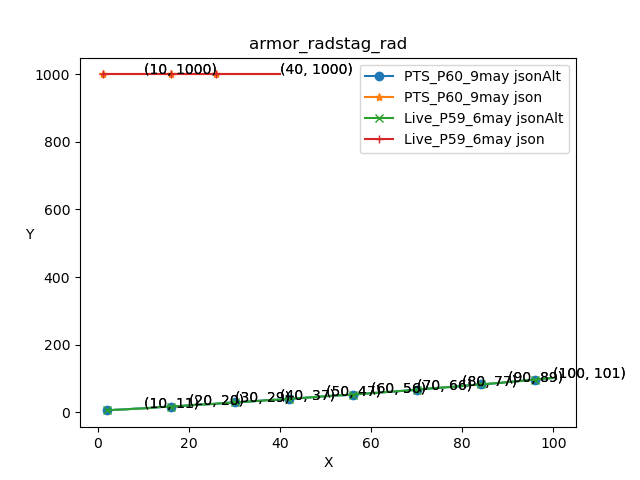 armor_radstag_rad
(10, 1000) (40, 1000)
PTS_P60_9may jsonAlt
PTS_P60_9may json
Live_P59_6may jsonAlt
Live_P59_6may json
1000
800
600
Y
400
200
(10, 11) (20, 20) (30, 29) (40, 37) (50, 47) (60, 56) (70, 66) (80, 77) (90, 89) (100, 101)
0
0 20 40 60 80 100
X